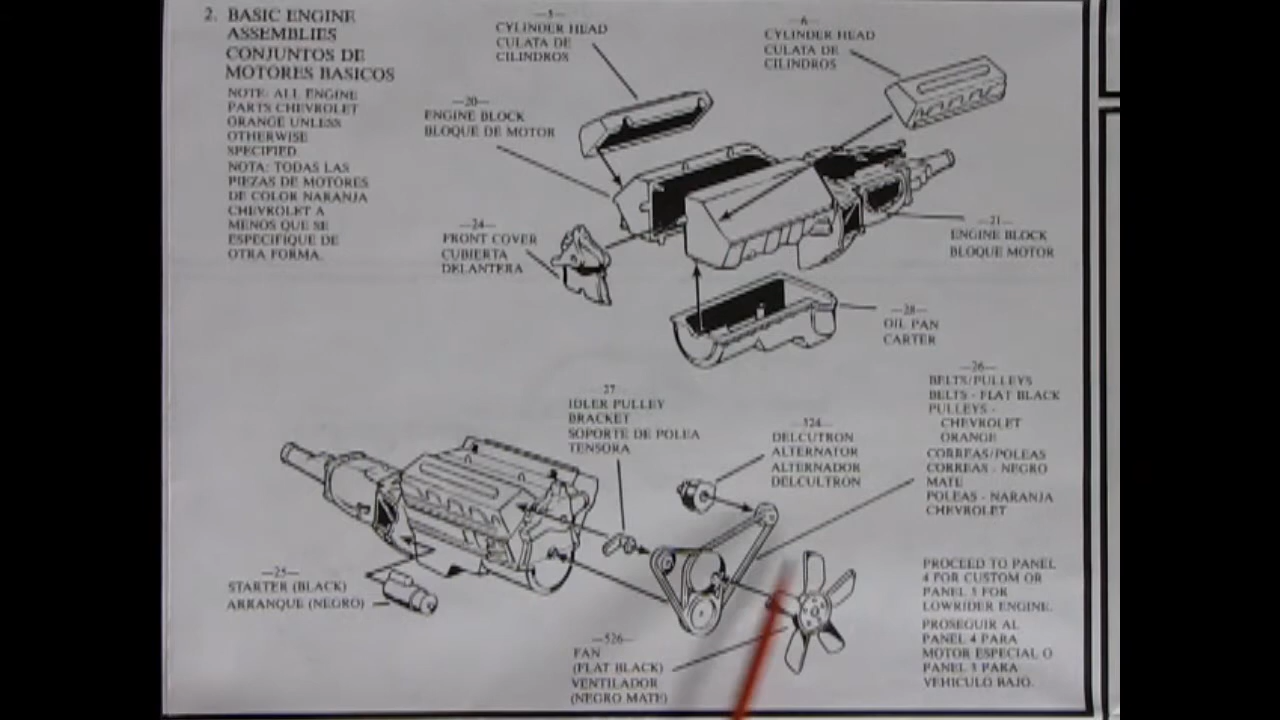 2. BASIC ENGINE
ASSEMBLIES
CONJUNTOS DE
MOTORES BASICOS
NOTE: ALL ENGINE
PARTS CHEVROLET
ORANGE UNLESS
OTHERWISE
SPECIFIED.
NOTA: TODAS LAS
PIEZAS DE MOTORES
DE COLOR NARANJA
CHEVROLET A
MENOS QUE SE
ESPECIFIQUE DE
OTRA FORMA.
—5—
CYLINDER HEAD
CULATA DE
CILINDROS
—6—
CYLINDER HEAD
CULATA DE
CILINDROS
—20—
ENGINE BLOCK
BLOQUE DE MOTOR
—24—
FRONT COVER
CUBIERTA
DELANTERA
—21—
ENGINE BLOCK
BLOQUE MOTOR
—28—
OIL PAN
CARTER
—27—
IDLER PULLEY
BRACKET
SOPORTE DE POLEA
TENSORA
—524—
DELCUTRON
ALTERNATOR
ALTERNADOR
DELCULTRON
—26—
BELTS/PULLEYS
BELTS - FLAT BLACK
PULLEYS -
CHEVROLET
ORANGE
CORREAS/POLEAS
CORREAS - NEGRO
MATE
POLEAS - NARANJA
CHEVROLET
—25—
STARTER (BLACK)
ARRANQUE (NEGRO)
—526—
FAN
(FLAT BLACK)
VENTILADOR
(NEGRO MATE)
PROCEED TO PANEL
4 FOR CUSTOM OR
PANEL 3 FOR
LOWRIDER ENGINE.
PROSEGUIR AL
PANEL 4 PARA
MOTOR ESPECIAL O
PANEL 3 PARA
VEHICULO BAJO.